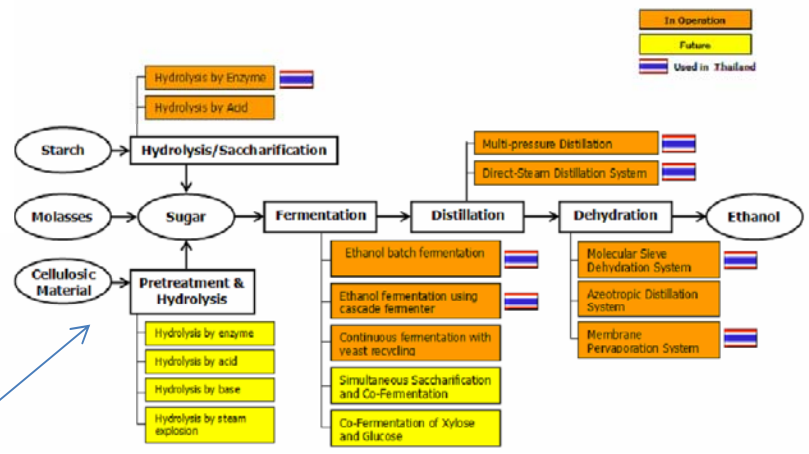 In Operation
Future
Used in Thailand
Hydrolysis by Enzyme
Hydrolysis by Acid
Starch
Hydrolysis/Saccharification
Multi-pressure Distillation
Direct-Steam Distillation System
Molasses
Sugar
Fermentation
Distillation
Dehydration
Ethanol
Cellulosic
Material
Pretreatment &
Hydrolysis
Hydrolysis by enzyme
Hydrolysis by acid
Hydrolysis by base
Hydrolysis by steam
explosion
Ethanol batch fermentation
Ethanol fermentation using
cascade fermenter
Continuous fermentation with
yeast recycling
Simultaneous Saccharification
and Co-Fermentation
Co-Fermentation of Xylose
and Glucose
Molecular Sieve
Dehydration System
Azeotropic Distillation
System
Membrane
Pervaporation System